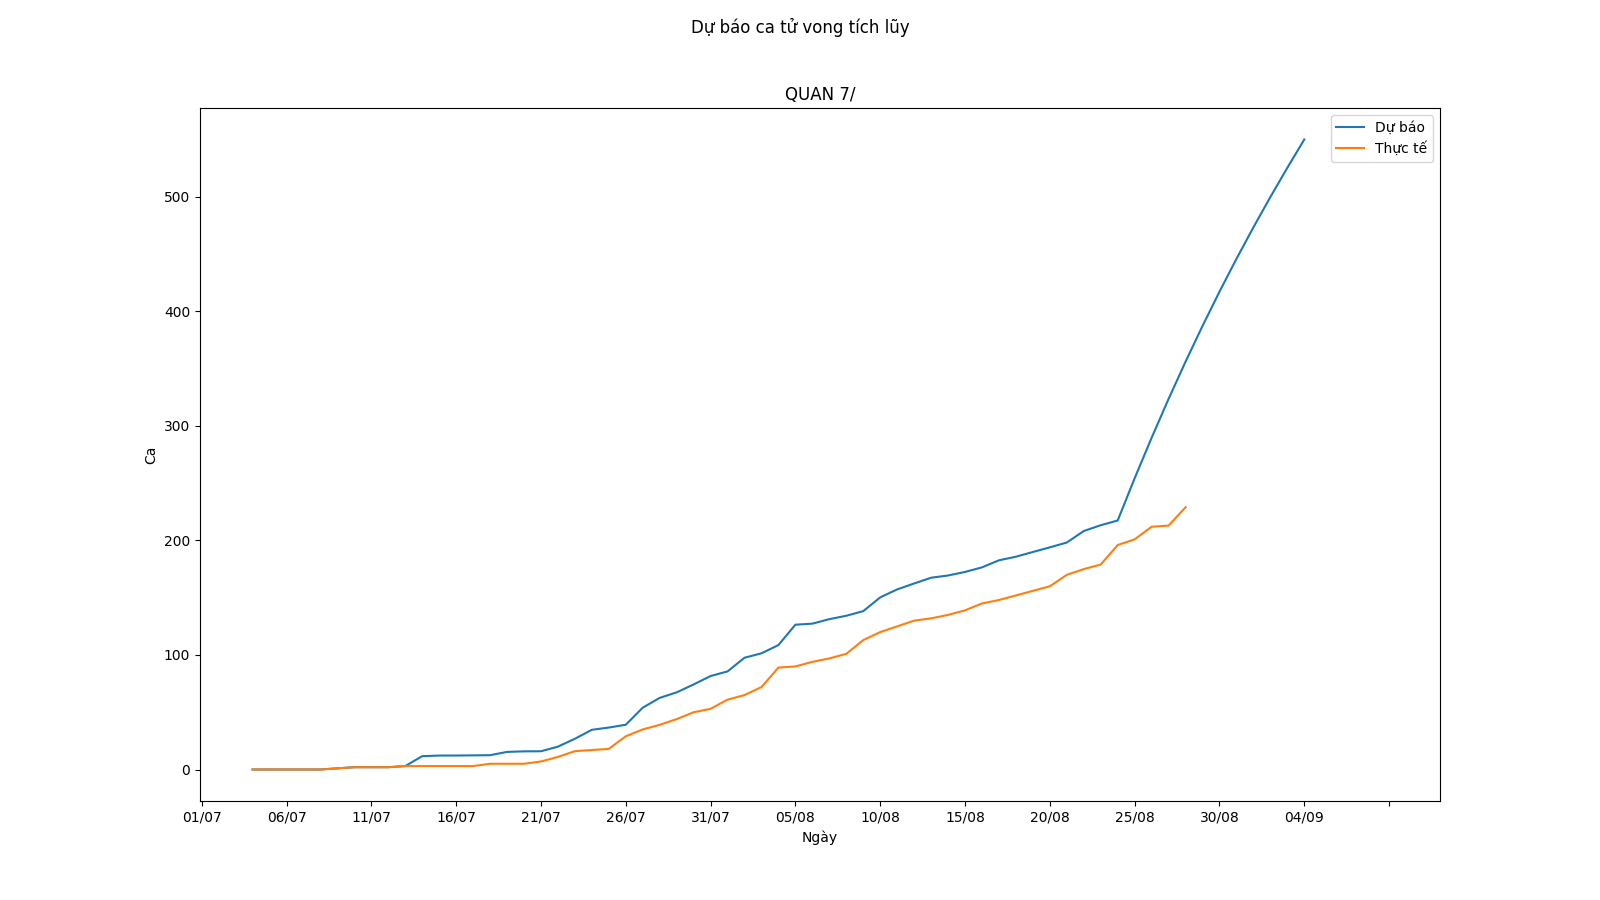 Dự báo ca tử vong tích lũy
QUAN 7/
Dự báo
Thực tế
500
400
300
200
100
0
Ca
01/07 06/07 11/07 16/07 21/07 26/07 31/07 05/08 10/08 15/08 20/08 25/08 30/08 04/09
Ngày